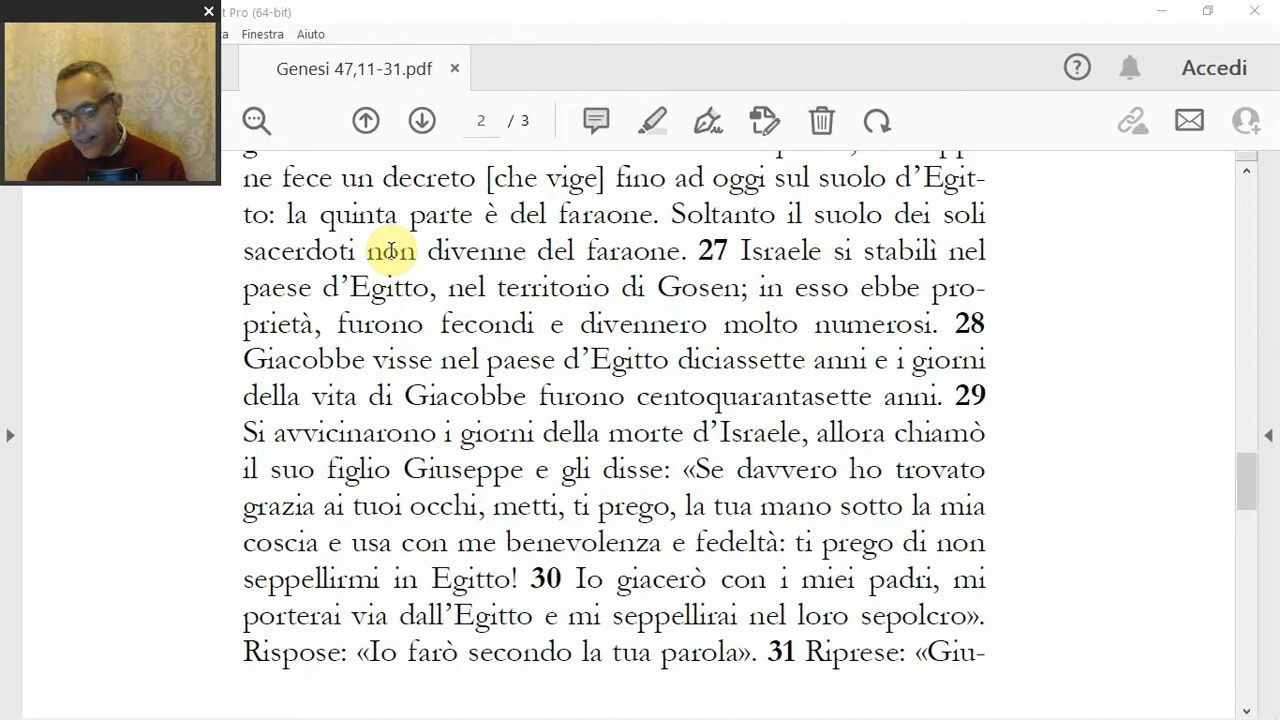 t Pro (64-bit)
Finestra Aiuto
Genesi 47,11-31.pdf
Accedi
2 / 3
ne fece un decreto [che vige] fino ad oggi sul suolo d’Egit-
to: la quinta parte è del faraone. Soltanto il suolo dei soli
sacerdoti non divenne del faraone. 27 Israele si stabilì nel
paese d’Egitto, nel territorio di Gosen; in esso ebbe pro-
prietà, furono fecondi e divennero molto numerosi. 28
Giacobbe visse nel paese d’Egitto diciassette anni e i giorni
della vita di Giacobbe furono centoquarantasette anni. 29
Si avvicinarono i giorni della morte d’Israele, allora chiamò
il suo figlio Giuseppe e gli disse: «Se davvero ho trovato
grazia ai tuoi occhi, metti, ti prego, la tua mano sotto la mia
coscia e usa con me benevolenza e fedeltà: ti prego di non
seppellirmi in Egitto! 30 Io giacerò con i miei padri, mi
porterai via dall’Egitto e mi seppellirai nel loro sepolcro».
Rispose: «Io farò secondo la tua parola». 31 Riprese: «Giu-